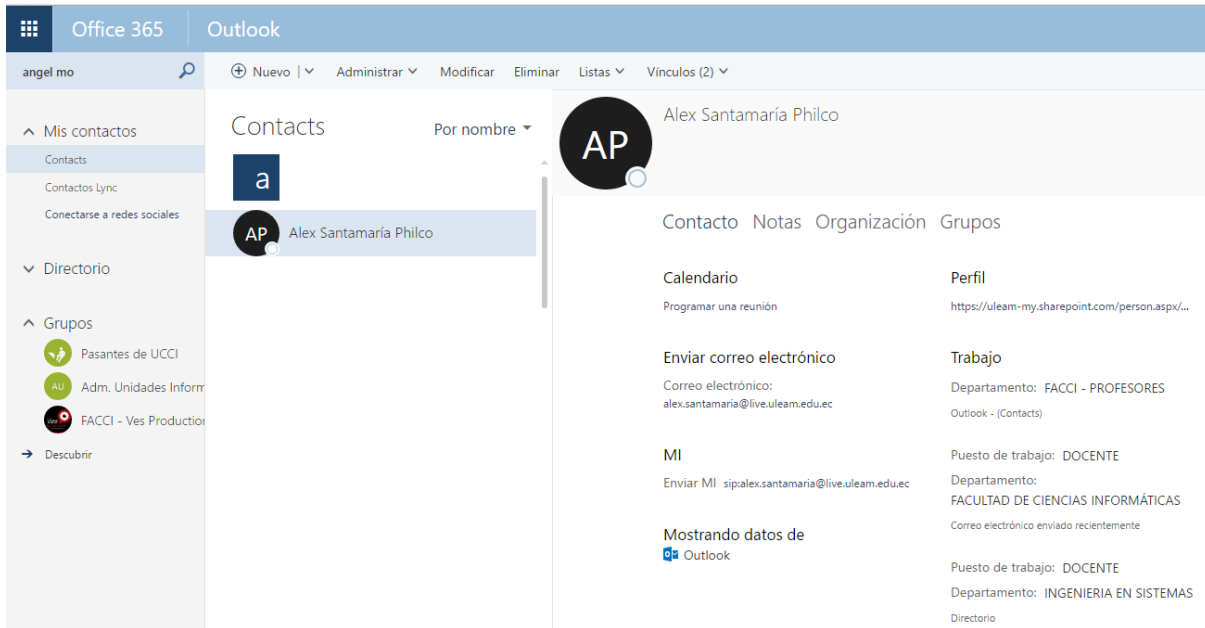 Office 365
Outlook
angel mo
Nuevo
Administrar
Modificar
Eliminar
Listas
Vínculos (2)
Mis contactos
Contacts
Contactos Lync
Conectarse a redes sociales
Directorio
Grupos
Pasantes de UCCI
AU
Adm. Unidades Inform
FACCI - Ves Production
Descubrir
Contacts
Por nombre
a
AP
Alex Santamaría Philco
AP
Alex Santamaría Philco
Contacto Notas Organización Grupos
Calendario
Programar una reunión
Enviar correo electrónico
Correo electrónico:
alex.santamaria@live.uleam.edu.ec
MI
Enviar MI sip:alex.santamaria@live.uleam.edu.ec
Mostrando datos de
Outlook
Perfil
https://uleam-my.sharepoint.com/person.aspx/...
Trabajo
Departamento: FACCI - PROFESORES
Outlook - (Contacts)
Puesto de trabajo: DOCENTE
Departamento:
FACULTAD DE CIENCIAS INFORMÁTICAS
Correo electrónico enviado recientemente
Puesto de trabajo: DOCENTE
Departamento: INGENIERIA EN SISTEMAS
Directorio